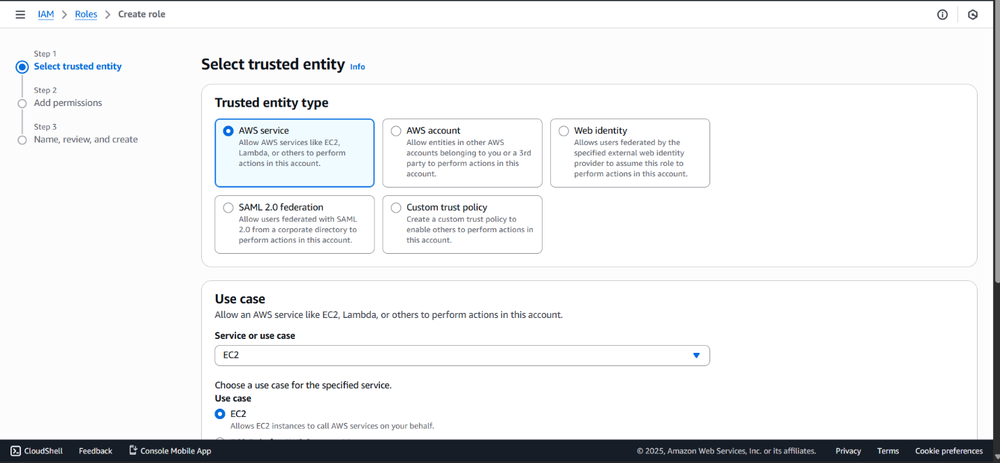 IAM > Roles > Create role
Step 1
Select trusted entity
Step 2
Add permissions
Step 3
Name, review, and create
Select trusted entity Info
Trusted entity type
AWS service
Allow AWS services like EC2,
Lambda, or others to perform
actions in this account.
AWS account
Allow entities in other AWS
accounts belonging to you or a 3rd
party to perform actions in this
account.
Web identity
Allows users federated by the
specified external web identity
provider to assume this role to
perform actions in this account.
SAML 2.0 federation
Allow users federated with SAML
2.0 from a corporate directory to
perform actions in this account.
Custom trust policy
Create a custom trust policy to
enable others to perform actions in
this account.
Use case
Allow an AWS service like EC2, Lambda, or others to perform actions in this account.
Service or use case
EC2
Choose a use case for the specified service.
Use case
EC2
Allows EC2 instances to call AWS services on your behalf.
CloudShell Feedback Console Mobile App © 2025, Amazon Web Services, Inc. or its affiliates. Privacy Terms Cookie preferences